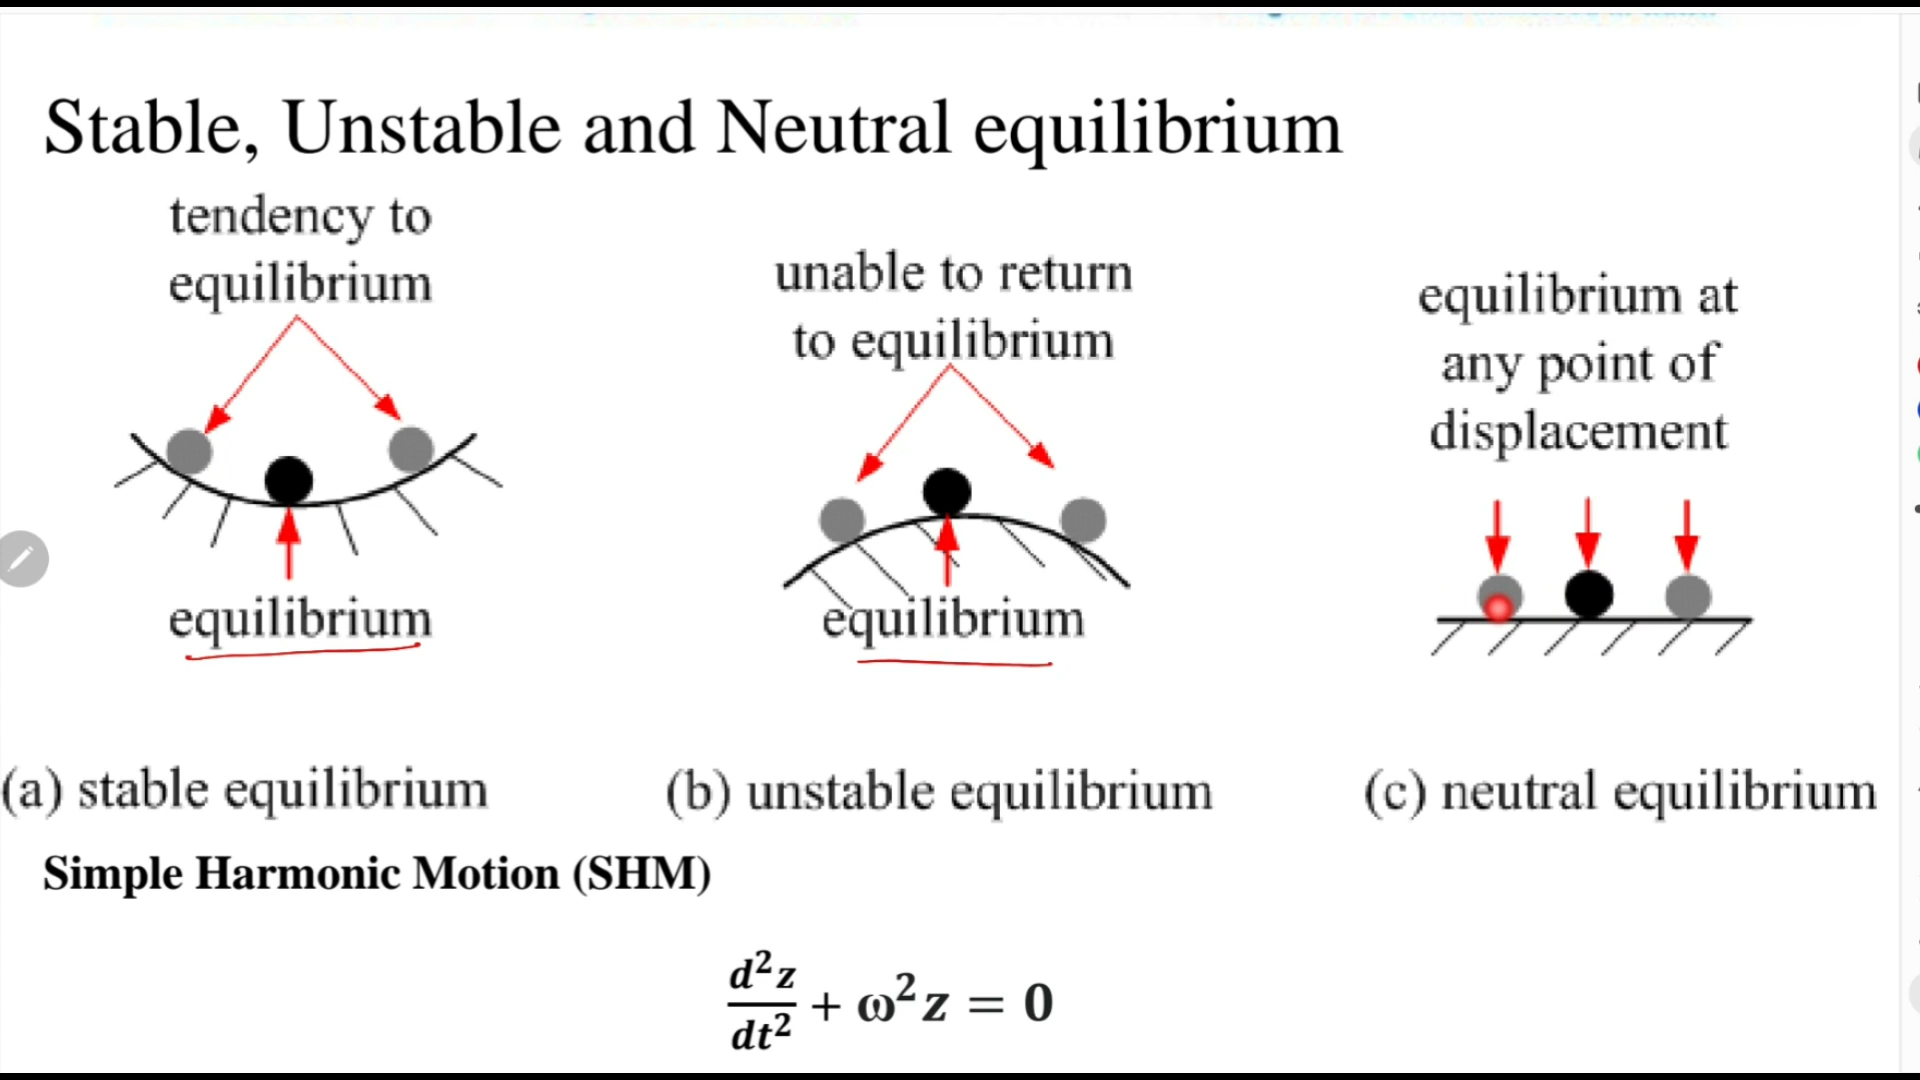 Stable, Unstable and Neutral equilibrium
tendency to
equilibrium
equilibrium
(a) stable equilibrium
unable to return
to equilibrium
equilibrium
(b) unstable equilibrium
equilibrium at
any point of
displacement
(c) neutral equilibrium
Simple Harmonic Motion (SHM)
d²z/dt² + ω²z = 0